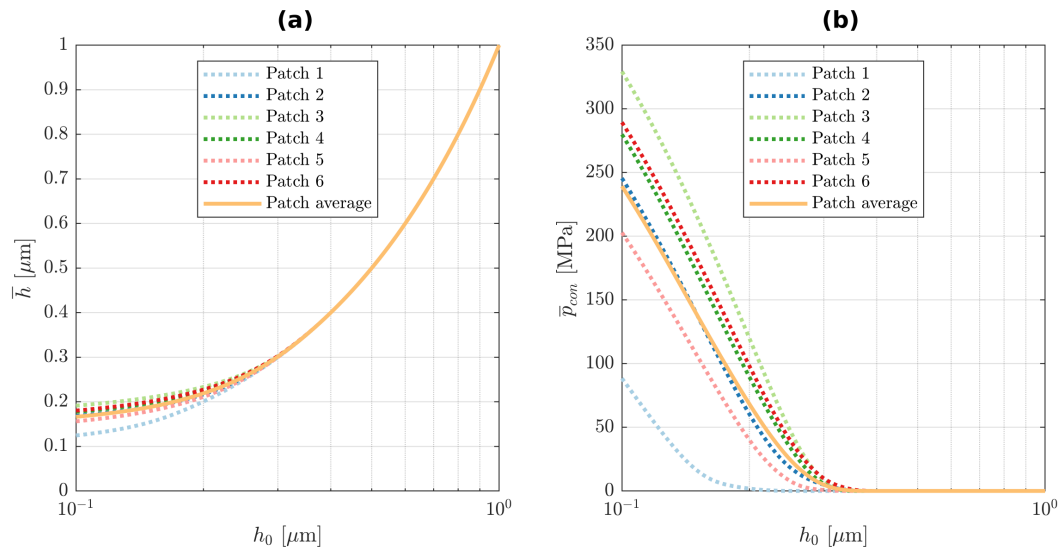 (a)
1
0.9
0.8
0.7
0.6
0.5
0.4
0.3
0.2
0.1
0
h̅ [μm]
Patch 1
Patch 2
Patch 3
Patch 4
Patch 5
Patch 6
Patch average
10⁻¹
10⁰
h₀ [μm]
(b)
350
300
250
200
150
100
50
0
p̅_con [MPa]
Patch 1
Patch 2
Patch 3
Patch 4
Patch 5
Patch 6
Patch average
10⁻¹
10⁰
h₀ [μm]